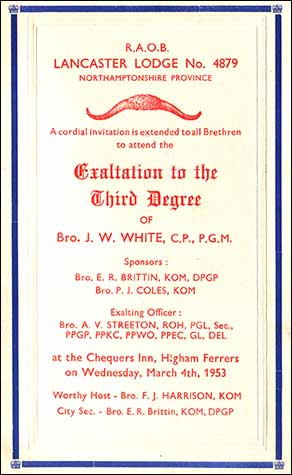 R.A.O.B.
LANCASTER LODGE No. 4879
NORTHAMPTONSHIRE PROVINCE
A cordial invitation is extended to all Brethren
to attend the
Exaltation to the
Third Degree
OF
Bro. J. W. WHITE, C.P., P.G.M.
Sponsors :
Bro. E. R. BRITTIN, KOM, DPGP
Bro. P. J. COLES, KOM
Exalting Officer :
Bro. A. V. STREETON, ROH, PGL, Sec.,
PPGP, PPKC, PPWO, PPEC, GL, DEL
at the Chequers Inn, Higham Ferrers
on Wednesday, March 4th, 1953
Worthy Host - Bro. F. J. HARRISON, KOM
City Sec. - Bro. E. R. Brittin, KOM, DPGP